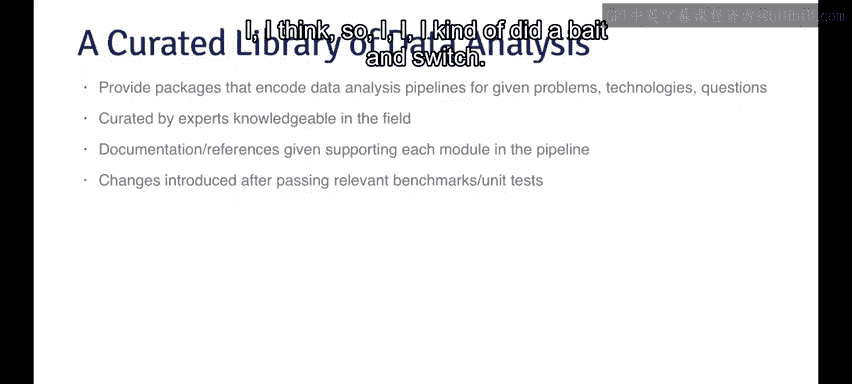 A Curated Library of Data Analysis
I, I think, so, I, I, I kind of did a bait
and switch.
· Provide packages that encode data analysis pipelines for given problems, technologies, questions
· Curated by experts knowledgeable in the field
· Documentation/references given supporting each module in the pipeline
· Changes introduced after passing relevant benchmarks/unit tests